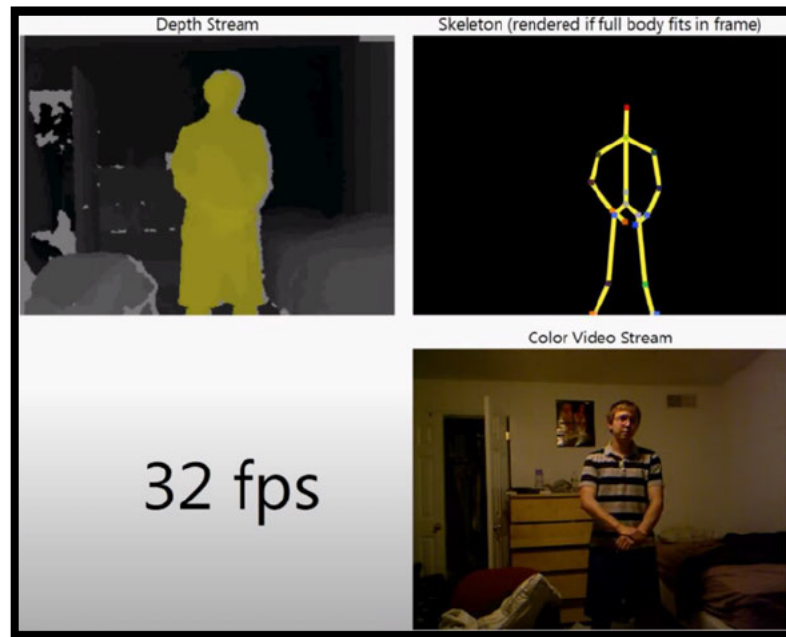 Depth Stream
Skeleton (rendered if full body fits in frame)
Color Video Stream
32 fps